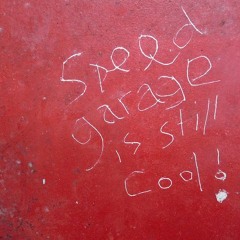 Speed
garage
is still
cool!